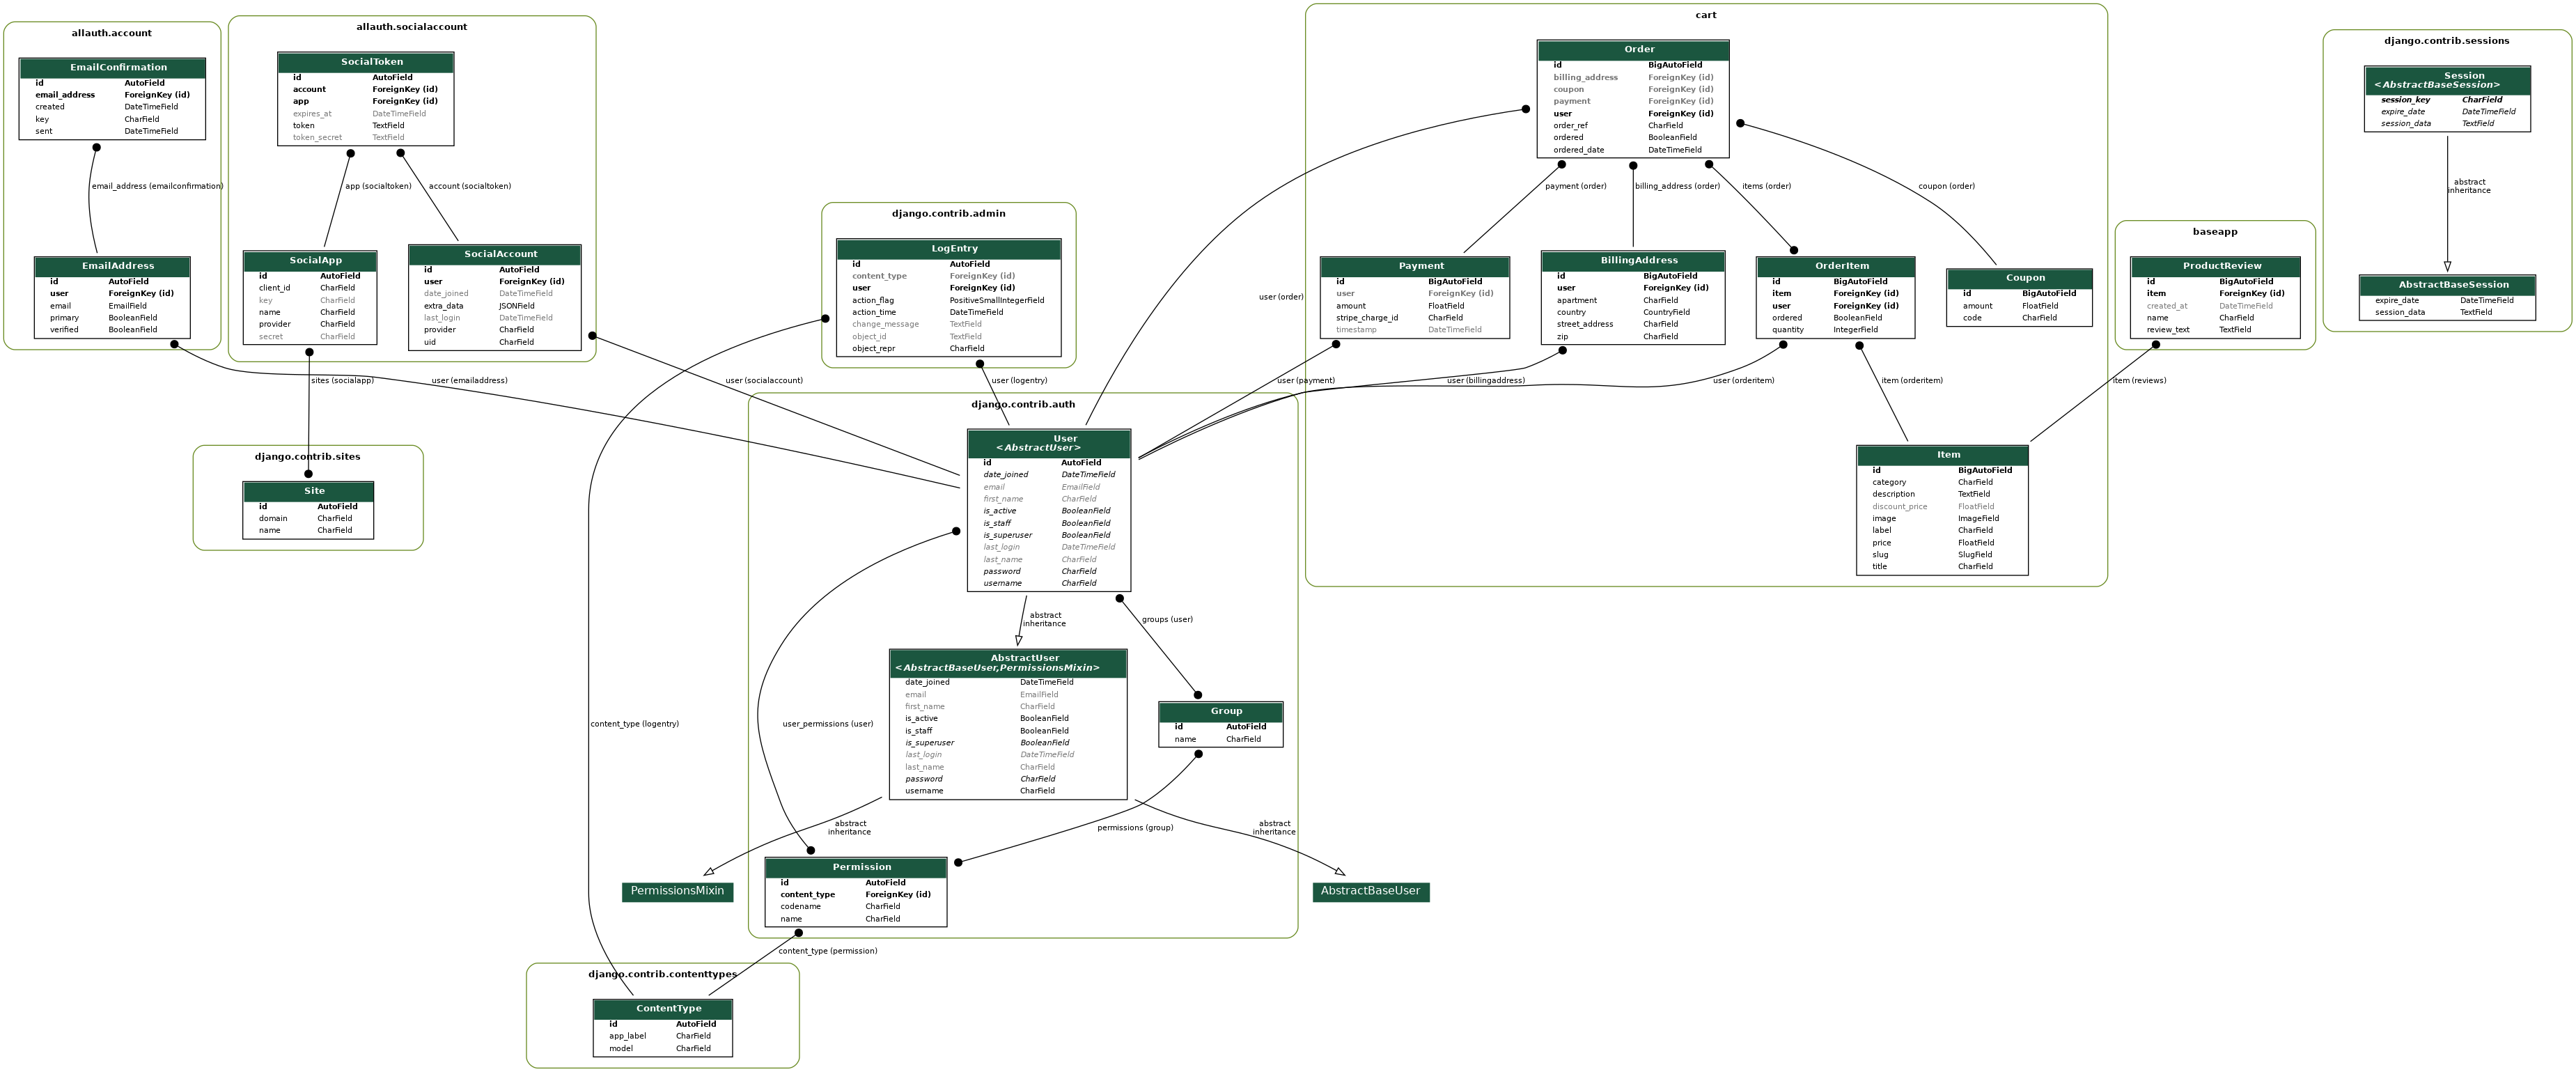 allauth.account
EmailConfirmation
id AutoField
email_address ForeignKey (id)
created DateTimeField
key CharField
sent DateTimeField
email_address (emailconfirmation)
EmailAddress
id AutoField
user ForeignKey (id)
email EmailField
primary BooleanField
verified BooleanField
user (emailaddress)
allauth.socialaccount
SocialToken
id AutoField
account ForeignKey (id)
app ForeignKey (id)
expires_at DateTimeField
token TextField
token_secret TextField
app (socialtoken)
account (socialtoken)
SocialApp
id AutoField
client_id CharField
key CharField
name CharField
provider CharField
secret CharField
SocialAccount
id AutoField
user ForeignKey (id)
date_joined DateTimeField
extra_data JSONField
last_login DateTimeField
provider CharField
uid CharField
sites (socialapp)
user (socialaccount)
django.contrib.sites
Site
id AutoField
domain CharField
name CharField
django.contrib.admin
LogEntry
id AutoField
content_type ForeignKey (id)
user ForeignKey (id)
action_flag PositiveSmallIntegerField
action_time DateTimeField
change_message TextField
object_id TextField
object_repr CharField
user (logentry)
content_type (logentry)
django.contrib.auth
User
<AbstractUser>
id AutoField
date_joined DateTimeField
email EmailField
first_name CharField
is_active BooleanField
is_staff BooleanField
is_superuser BooleanField
last_login DateTimeField
last_name CharField
password CharField
username CharField
abstract
inheritance
groups (user)
user_permissions (user)
AbstractUser
<AbstractBaseUser,PermissionsMixin>
date_joined DateTimeField
email EmailField
first_name CharField
is_active BooleanField
is_staff BooleanField
is_superuser BooleanField
last_login DateTimeField
last_name CharField
password CharField
username CharField
Group
id AutoField
name CharField
abstract
inheritance
permissions (group)
abstract
inheritance
PermissionsMixin
Permission
id AutoField
content_type ForeignKey (id)
codename CharField
name CharField
AbstractBaseUser
content_type (permission)
django.contrib.contenttypes
ContentType
id AutoField
app_label CharField
model CharField
cart
Order
id BigAutoField
billing_address ForeignKey (id)
coupon ForeignKey (id)
payment ForeignKey (id)
user ForeignKey (id)
order_ref CharField
ordered BooleanField
ordered_date DateTimeField
payment (order)
billing_address (order)
items (order)
coupon (order)
user (order)
Payment
id BigAutoField
user ForeignKey (id)
amount FloatField
stripe_charge_id CharField
timestamp DateTimeField
BillingAddress
id BigAutoField
user ForeignKey (id)
apartment CharField
country CountryField
street_address CharField
zip CharField
OrderItem
id BigAutoField
item ForeignKey (id)
user ForeignKey (id)
ordered BooleanField
quantity IntegerField
Coupon
id BigAutoField
amount FloatField
code CharField
user (payment)
user (billingaddress)
user (orderitem)
item (orderitem)
Item
id BigAutoField
category CharField
description TextField
discount_price FloatField
image ImageField
label CharField
price FloatField
slug SlugField
title CharField
baseapp
ProductReview
id BigAutoField
item ForeignKey (id)
created_at DateTimeField
name CharField
review_text TextField
item (reviews)
django.contrib.sessions
Session
<AbstractBaseSession>
session_key CharField
expire_date DateTimeField
session_data TextField
abstract
inheritance
AbstractBaseSession
expire_date DateTimeField
session_data TextField